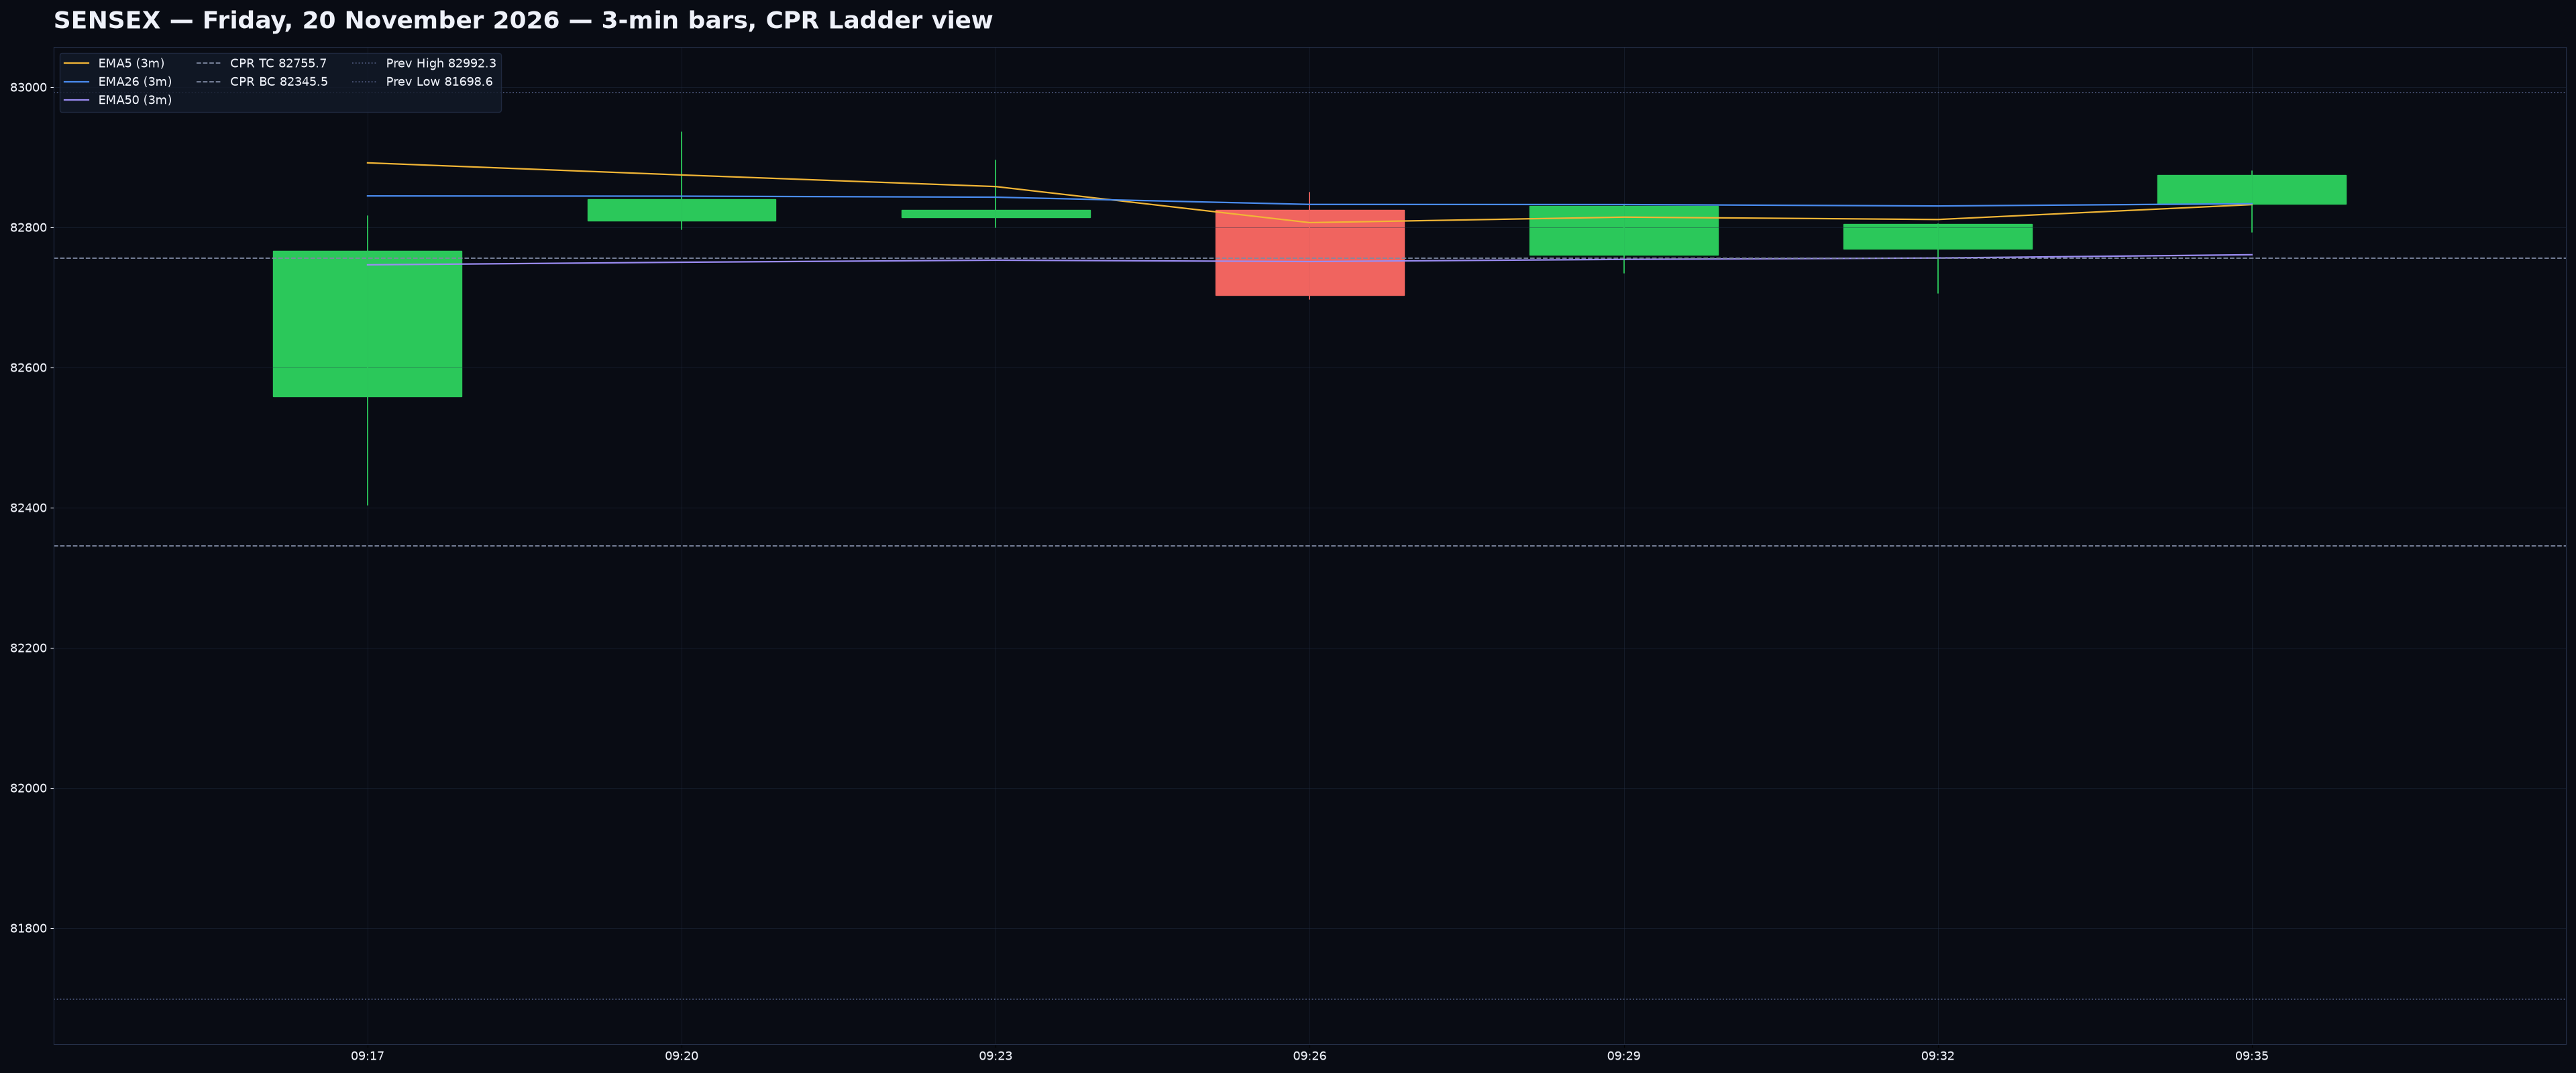 SENSEX — Friday, 20 November 2026 — 3-min bars, CPR Ladder view
EMA5 (3m)
EMA26 (3m)
EMA50 (3m)
CPR TC 82755.7
CPR BC 82345.5
Prev High 82992.3
Prev Low 81698.6
83000
82800
82600
82400
82200
82000
81800
09:17
09:20
09:23
09:26
09:29
09:32
09:35